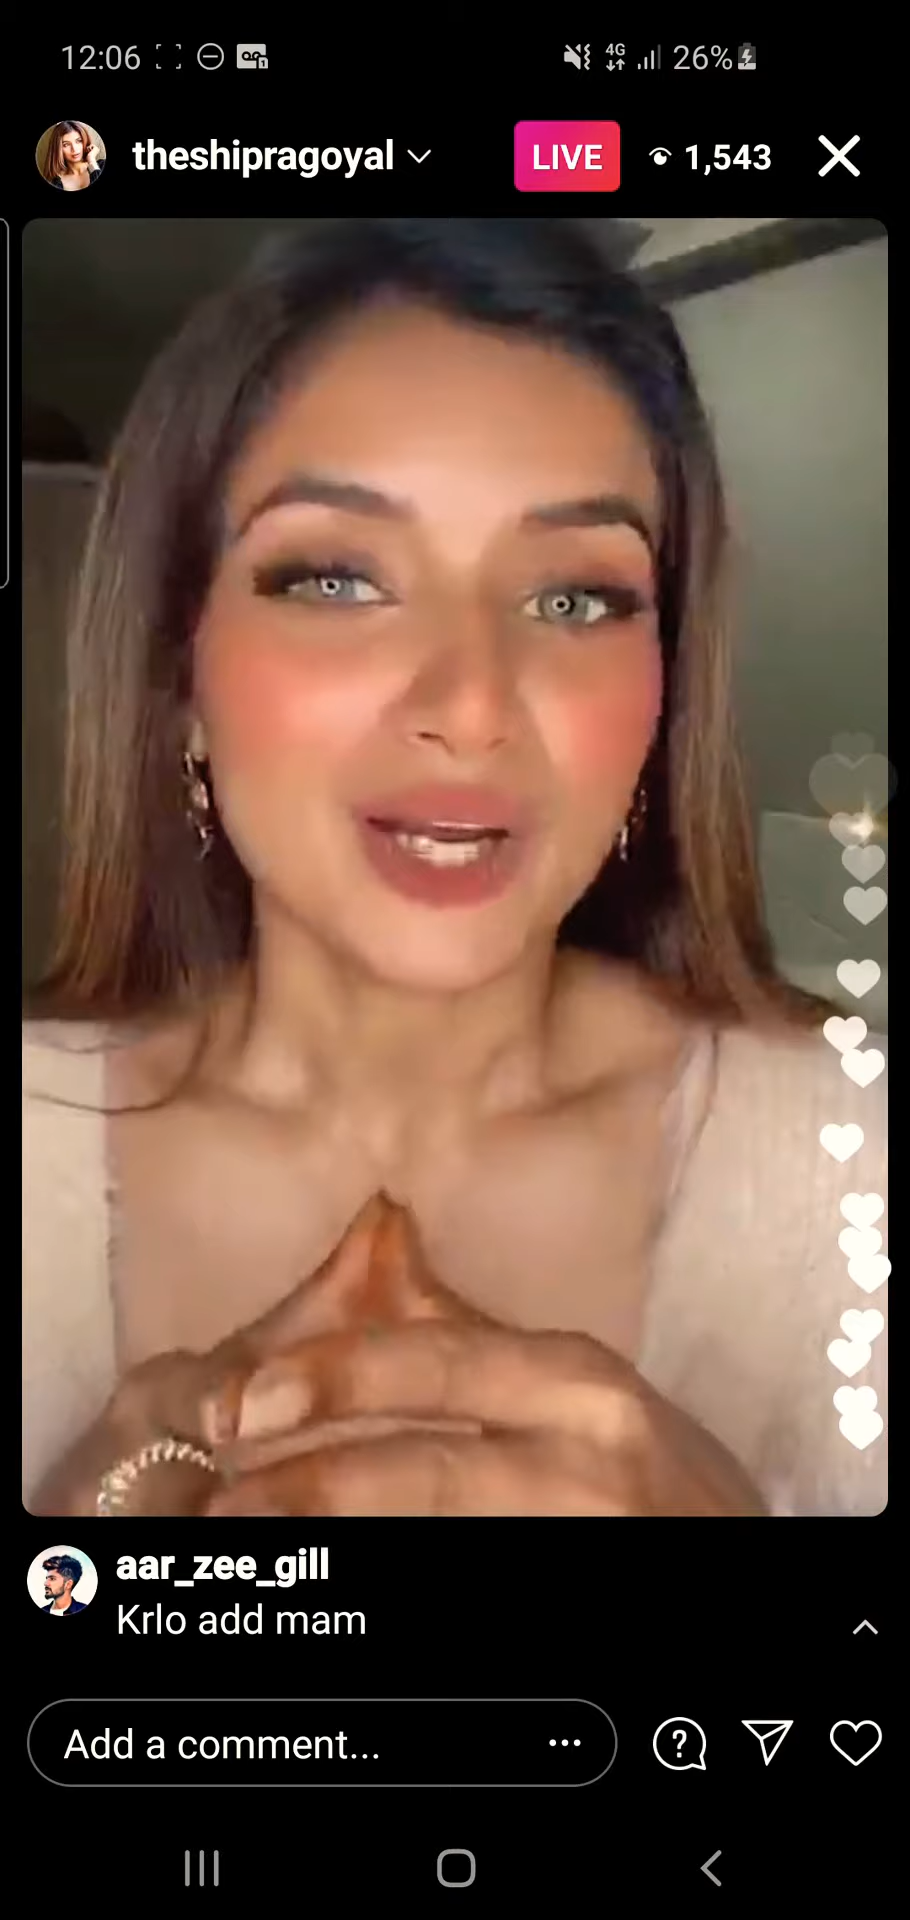 12:06 4G 26%
theshipragoyal LIVE 1,543
aar_zee_gill
Krlo add mam
Add a comment...